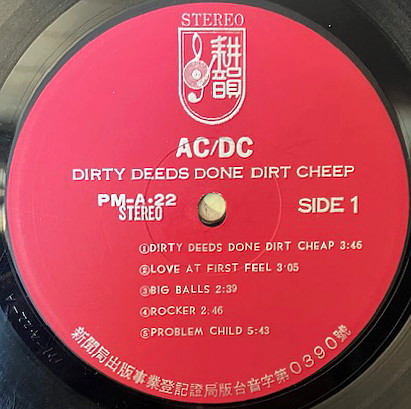 STEREO
耕韻
AC/DC
DIRTY DEEDS DONE DIRT CHEEP
PM-A-22
STEREO
SIDE 1
①DIRTY DEEDS DONE DIRT CHEAP 3:46
②LOVE AT FIRST FEEL 3:05
③BIG BALLS 2:39
④ROCKER 2.46
⑤PROBLEM CHILD 5:43
新聞局出版事業登記證局版台音字第0390號